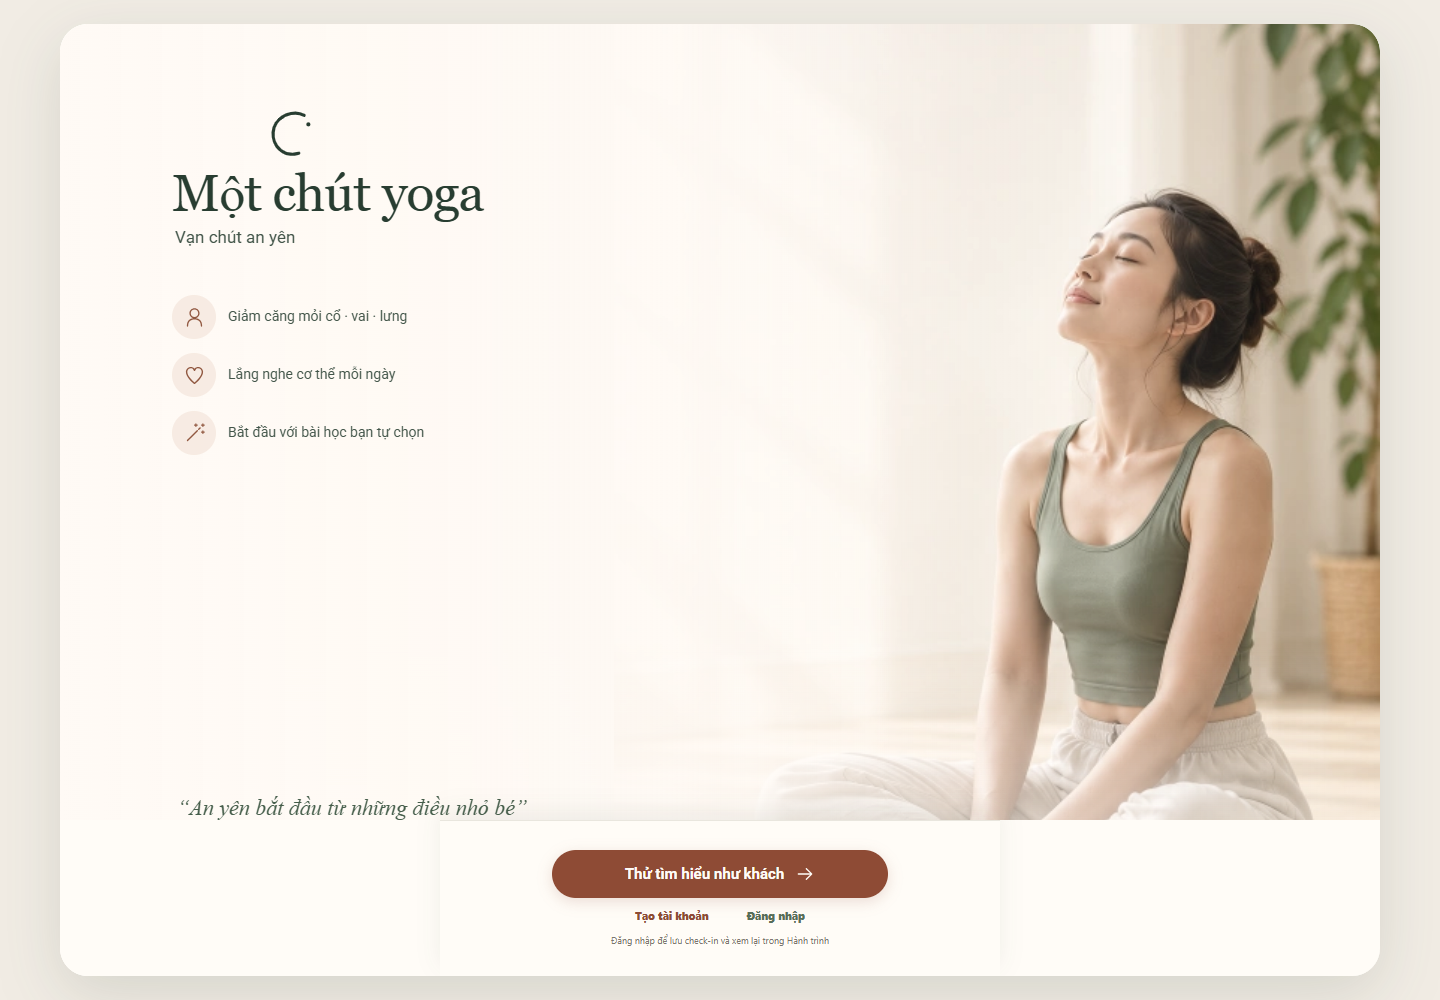 Một chút yoga
Vạn chút an yên
Giảm căng mỏi cổ · vai · lưng
Lắng nghe cơ thể mỗi ngày
Bắt đầu với bài học bạn tự chọn
“An yên bắt đầu từ những điều nhỏ bé”
Thử tìm hiểu như khách →
Tạo tài khoản Đăng nhập
Đăng nhập để lưu check-in và xem lại trong Hành trình